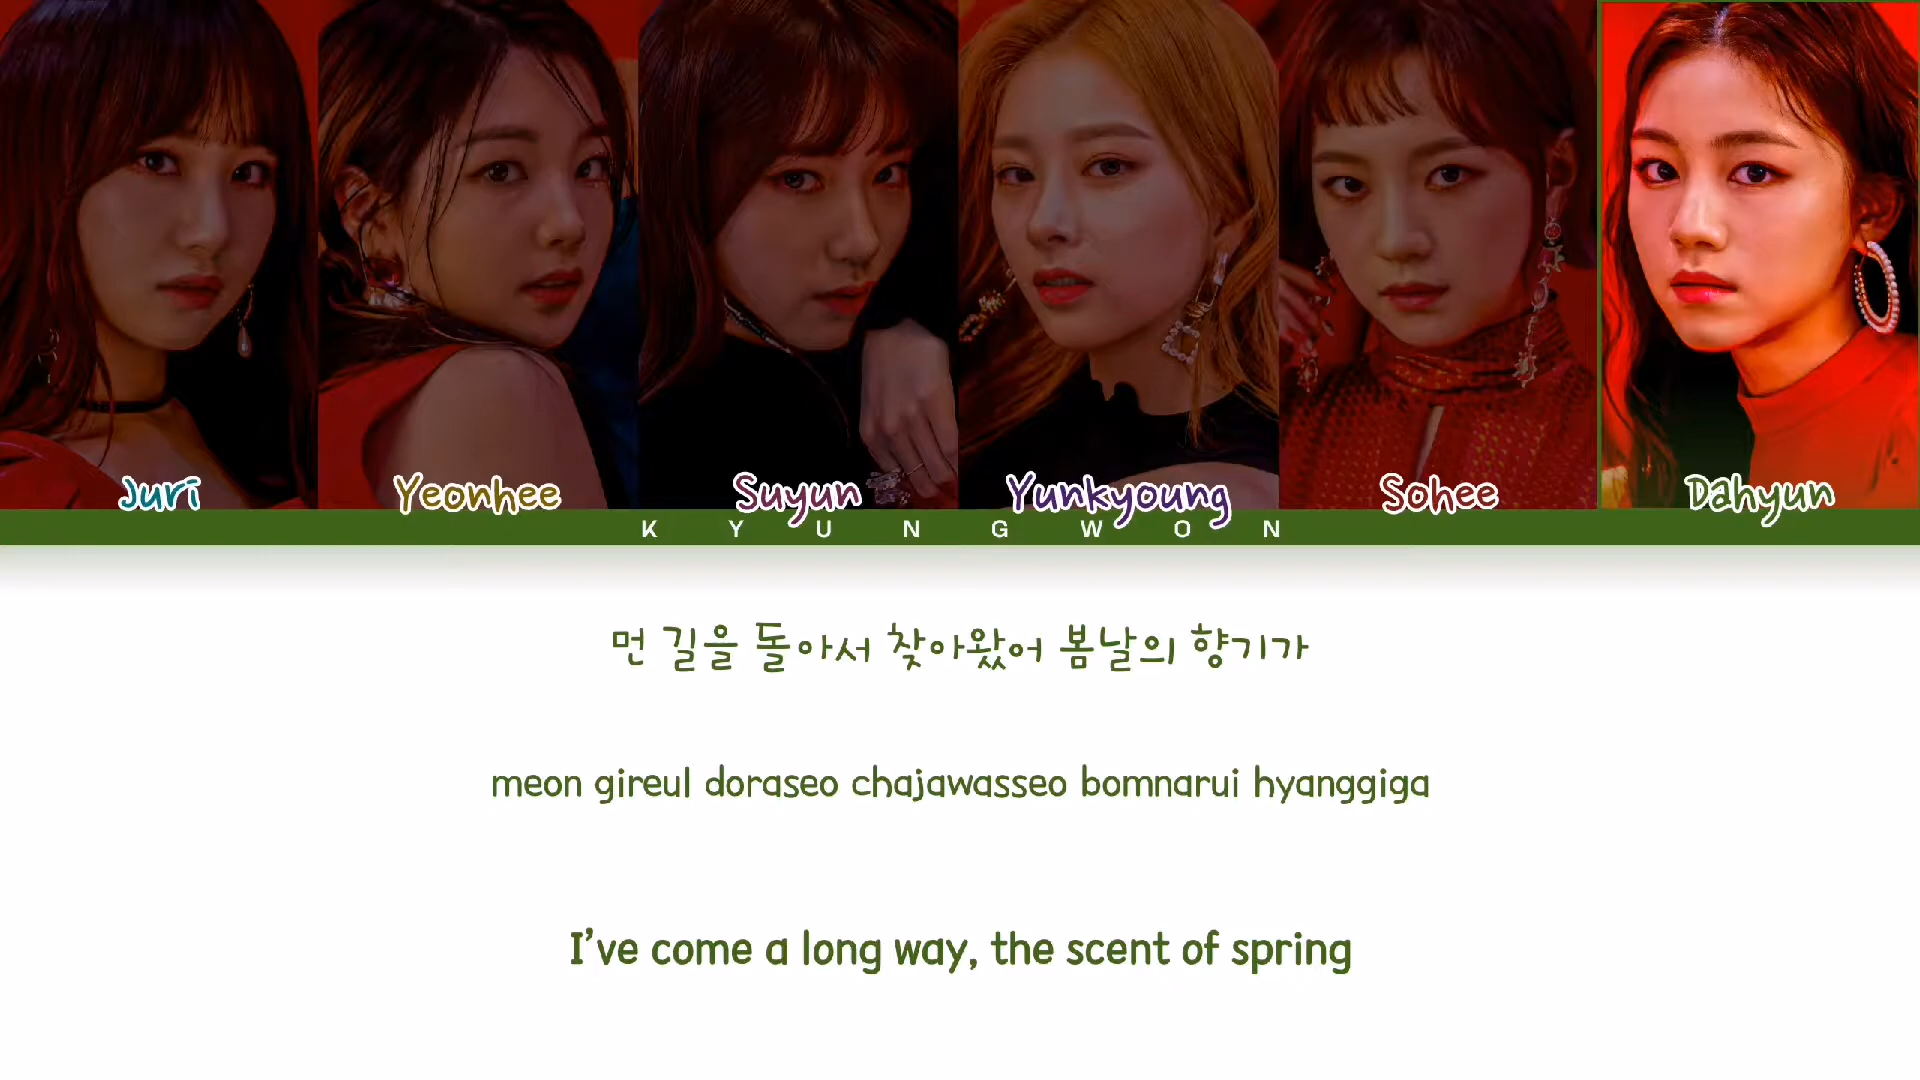 Juri Yeonhee Suyun Yunkyoung Sohee Dahyun
KYUNGWON
먼 길을 돌아서 찾아왔어 봄날의 향기가
meon gireul doraseo chajawasseo bomnarui hyanggiga
I've come a long way, the scent of spring